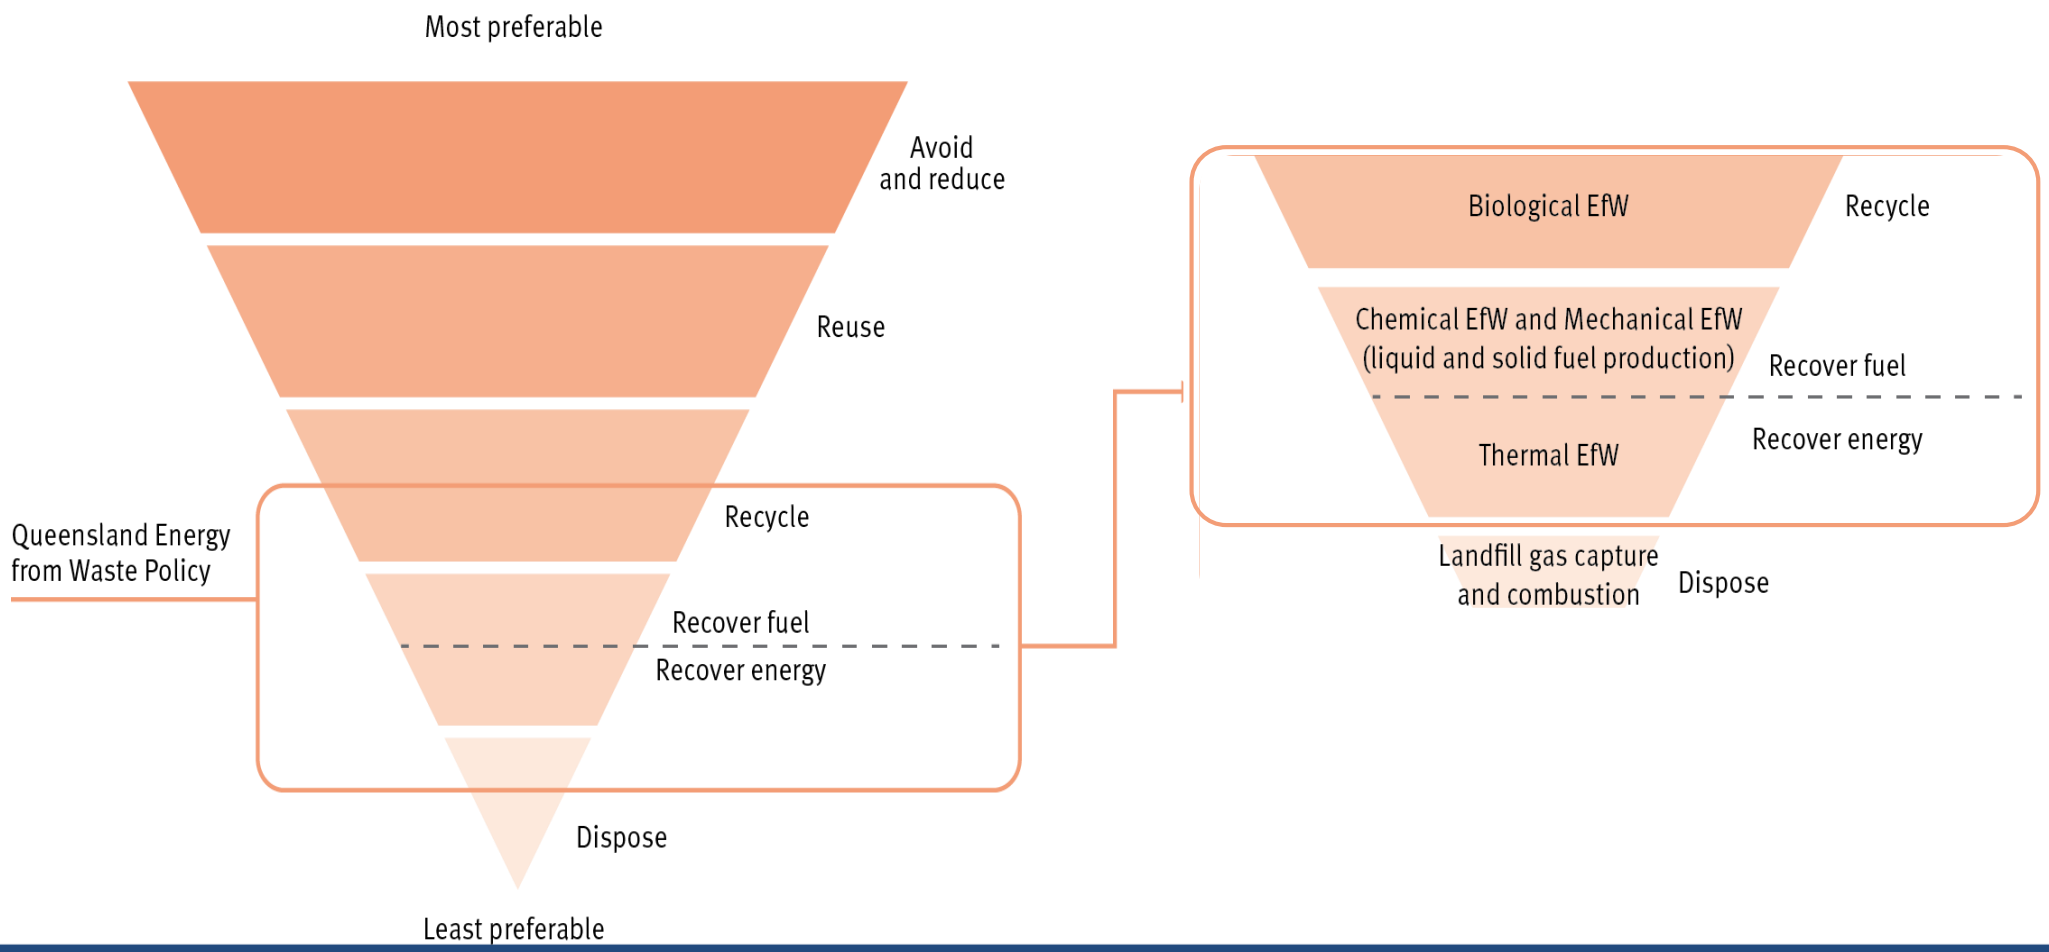 Most preferable
Avoid
and reduce
Reuse
Recycle
Queensland Energy
from Waste Policy
Recover fuel
Recover energy
Dispose
Least preferable
Biological EfW
Recycle
Chemical EfW and Mechanical EfW
(liquid and solid fuel production)
Recover fuel
Recover energy
Thermal EfW
Landfill gas capture
and combustion
Dispose